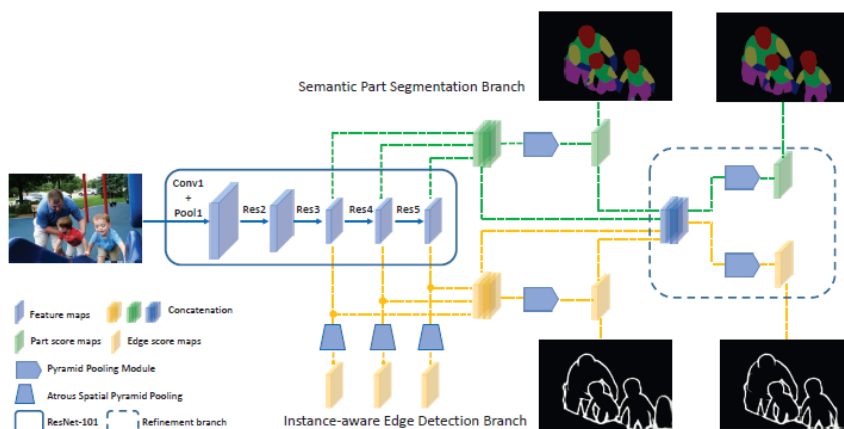 Semantic Part Segmentation Branch
Conv1
+
Pool1
Res2
Res3
Res4
Res5
Feature maps
Concatenation
Part score maps
Edge score maps
Pyramid Pooling Module
Atrous Spatial Pyramid Pooling
ResNet-101
Refinement branch
Instance-aware Edge Detection Branch